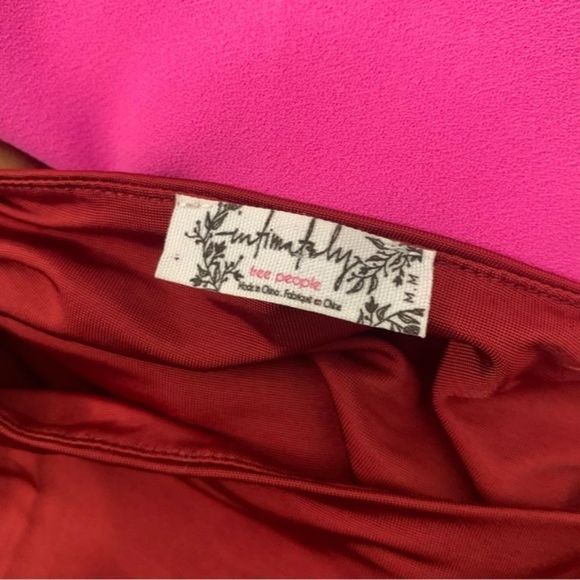 intimately
free people
Made in China . Fabriqué en Chine
M.M